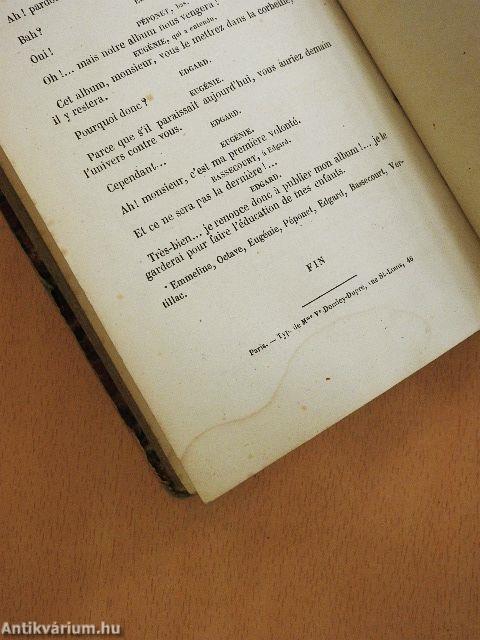 Ah! pardon
PÉPONET, bas.
Bah?
Oh!... mais notre album nous vengera!
EUGÉNIE, qui a entendu.
Oui!
Cet album, monsieur, vous le mettrez dans la corbeille,
il y restera.
EDGARD.
Pourquoi donc?
EUGÉNIE.
Parce que s'il paraissait aujourd'hui, vous auriez demain
l'univers contre vous.
EDGARD.
Cependant...
EUGÉNIE.
Ah! monsieur, c'est ma première volonté.
BASSECOURT, à Edgard.
Et ce ne sera pas la dernière!...
EDGARD.
Très-bien... je renonce donc à publier mon album!... je le
garderai pour faire l'éducation de mes enfants.
* Emmeline, Octave, Eugénie, Péponet, Edgard, Bassecourt, Ver-
tillac.
FIN
Paris. — Typ. de Mme Ve Dondey-Dupré, rue St-Louis, 46
Antikvárium.hu